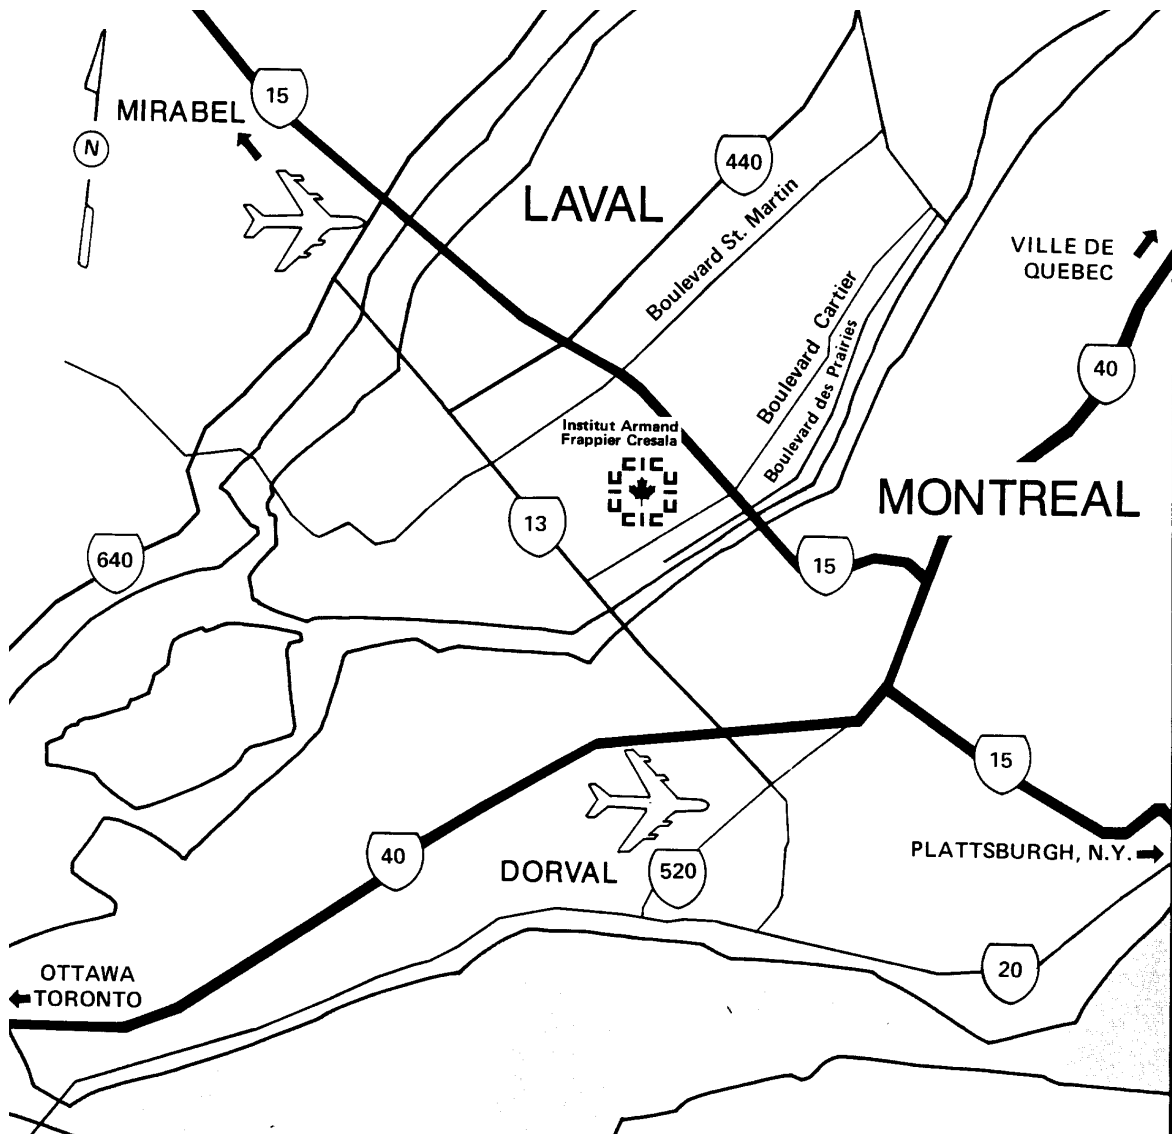 15
MIRABEL
N
440
LAVAL
Boulevard St. Martin
VILLE DE
QUEBEC
Boulevard Cartier
Boulevard des Prairies
40
Institut Armand
Frappier Cresala
MONTREAL
13
640
15
15
PLATTSBURGH, N.Y.
40
DORVAL
520
20
OTTAWA
TORONTO